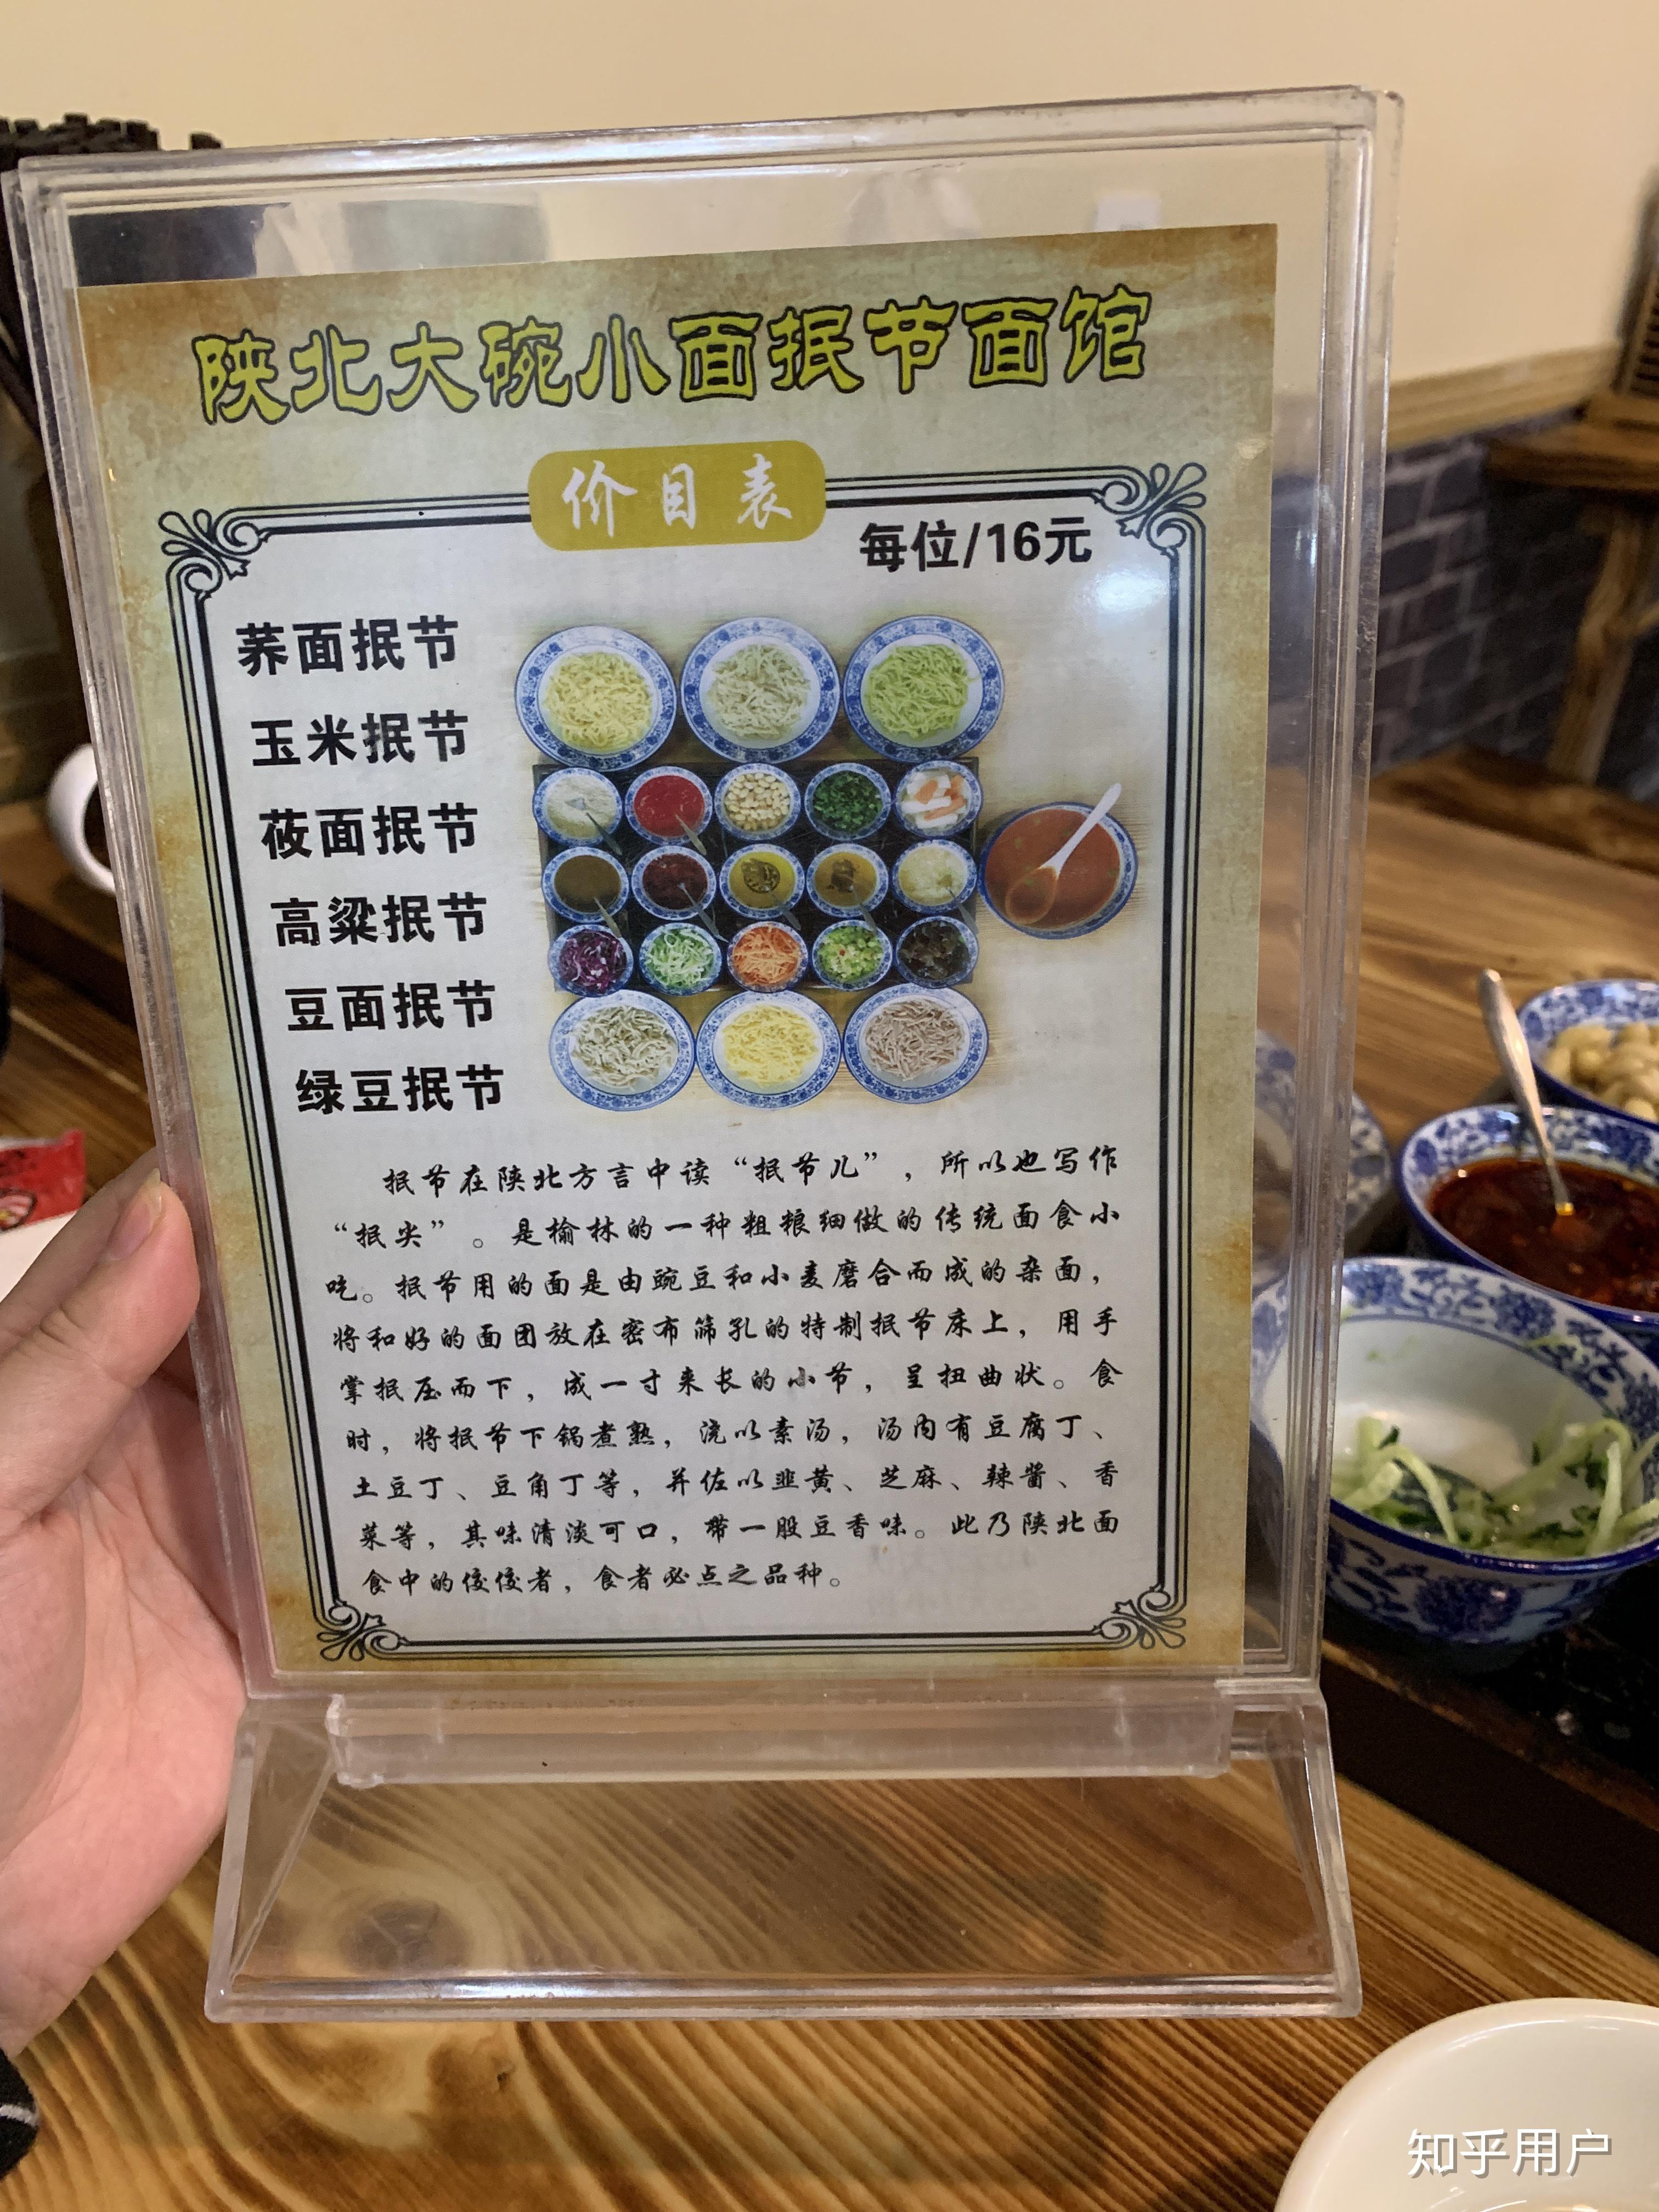 陕北大碗小面抿节面馆
价目表
每位/16元
荞面抿节
玉米抿节
莜面抿节
高粱抿节
豆面抿节
绿豆抿节
抿节在陕北方言中读“抿节儿”，所以也写作
“抿尖”。是榆林的一种粗粮细做的传统面食小
吃。抿节用的面是由豌豆和小麦磨合而成的杂面，
将和好的面团放在密布筛孔的特制抿节床上，用手
掌抿压而下，成一寸来长的小节，呈扭曲状。食
时，将抿节下锅煮熟，浇以素汤，汤内有豆腐丁、
土豆丁、豆角丁等，并佐以韭黄、芝麻、辣酱、香
菜等，其味清淡可口，带一股豆香味。此乃陕北面
食中的佼佼者，食者必点之品种。
知乎用户